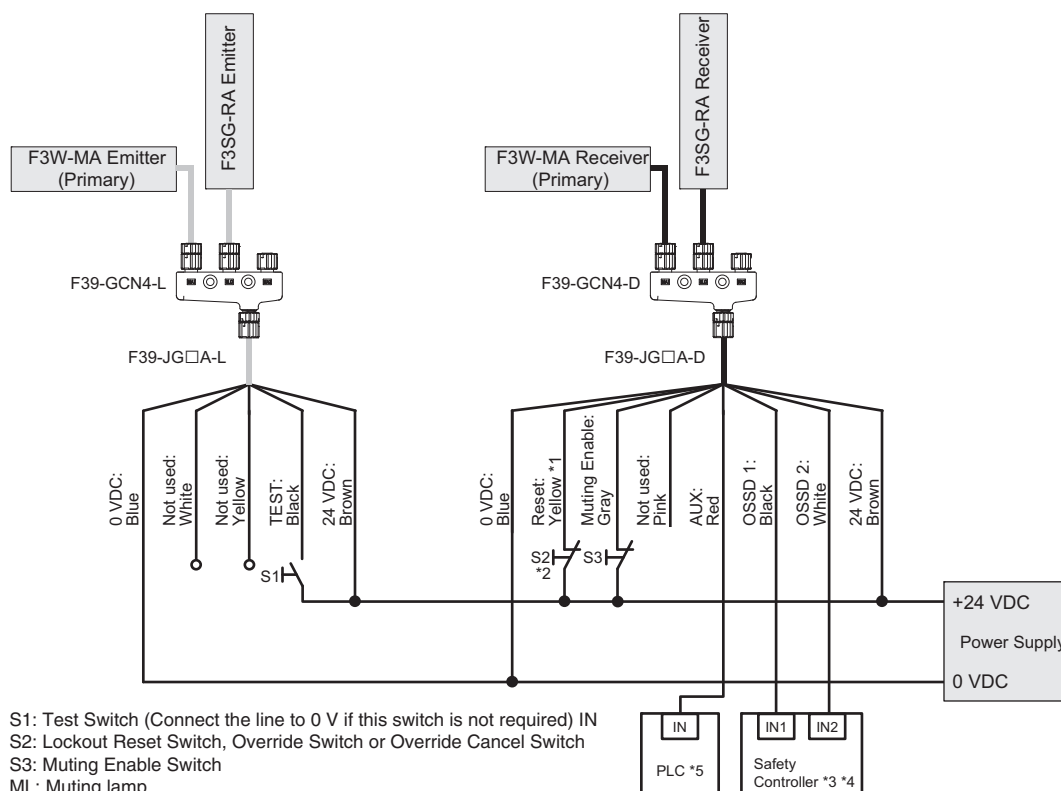 F3SG-RA Emitter
F3SG-RA Receiver
F3W-MA Emitter
(Primary)
F3W-MA Receiver
(Primary)
F39-GCN4-L
F39-GCN4-D
F39-JG□A-L
F39-JG□A-D
0 VDC:
Blue
Not used:
White
Not used:
Yellow
TEST:
Black
24 VDC:
Brown
0 VDC:
Blue
Reset:
Yellow *1
Muting Enable:
Gray
Not used:
Pink
AUX:
Red
OSSD 1:
Black
OSSD 2:
White
24 VDC:
Brown
S1
S2
*2
S3
+24 VDC
Power Supply
0 VDC
S1: Test Switch (Connect the line to 0 V if this switch is not required) IN
S2: Lockout Reset Switch, Override Switch or Override Cancel Switch
S3: Muting Enable Switch
ML: Muting lamp
IN
PLC *5
IN1
IN2
Safety
Controller *3 *4